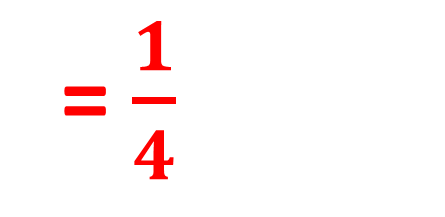 = 1/4